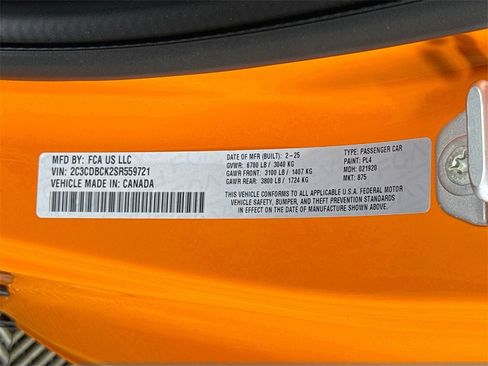 MFD BY: FCA US LLC
VIN: 2C3CDBCK2SR559721
VEHICLE MADE IN: CANADA
DATE OF MFR (BUILT): 2-25
GVWR: 6700 LB / 3040 KG
GAWR FRONT: 3100 LB / 1407 KG
GAWR REAR: 3800 LB / 1724 KG
TYPE: PASSENGER CAR
PAINT: PL4
MDH: 021920
MKT: 875
THIS VEHICLE CONFORMS TO ALL APPLICABLE U.S.A. FEDERAL MOTOR
VEHICLE SAFETY, BUMPER, AND THEFT PREVENTION STANDARDS
IN EFFECT ON THE DATE OF MANUFACTURE SHOWN ABOVE.